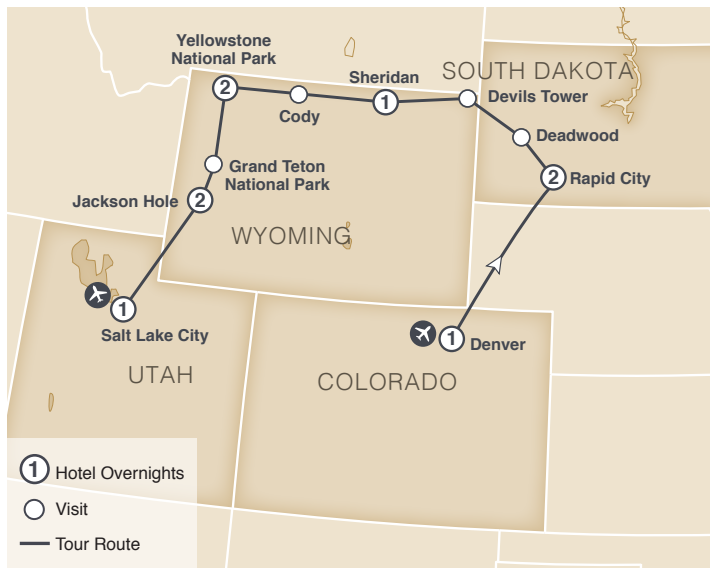 Yellowstone
National Park
Sheridan
SOUTH DAKOTA
2
Cody
1
Devils Tower
Deadwood
Grand Teton
National Park
2
Rapid City
Jackson Hole
2
WYOMING
1
Salt Lake City
1
Denver
UTAH
COLORADO
1 Hotel Overnights
Visit
Tour Route